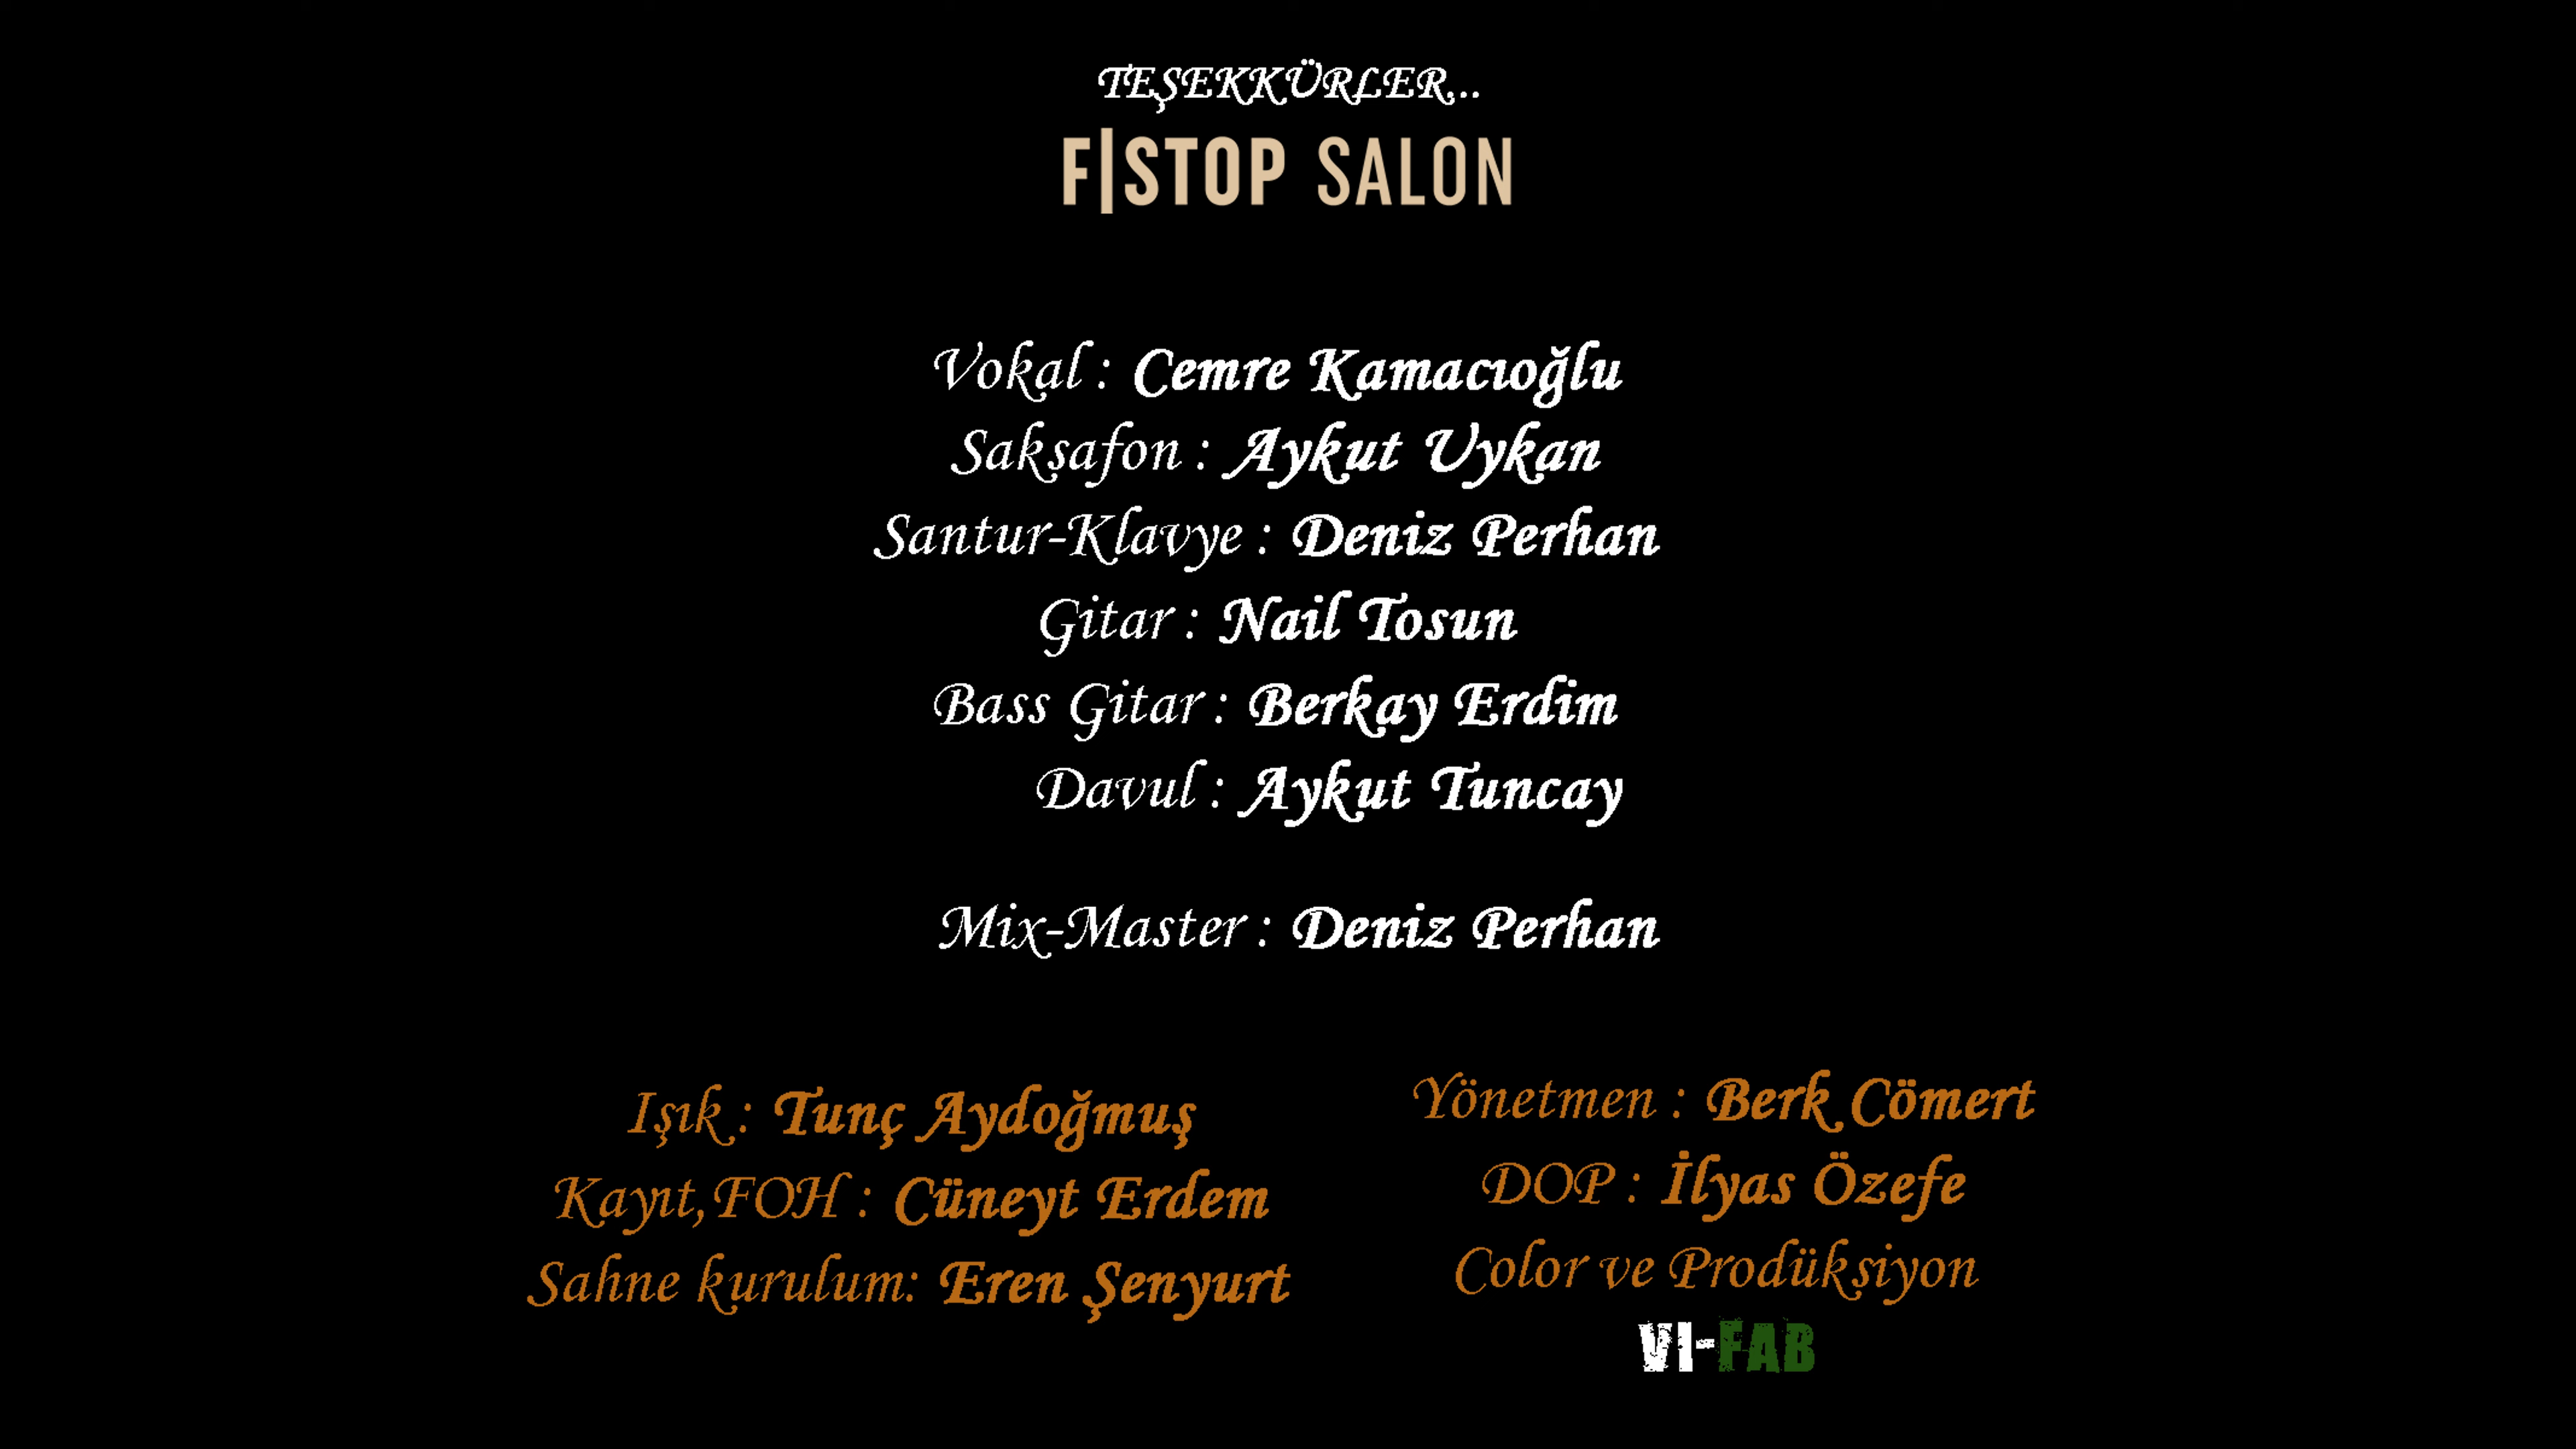 TEŞEKKÜRLER...
F|STOP SALON
Vokal : Cemre Kamacıoğlu
Saksafon : Aykut Uykan
Santur-Klavye : Deniz Perhan
Gitar : Nail Tosun
Bass Gitar : Berkay Erdim
Davul : Aykut Tuncay
Mix-Master : Deniz Perhan
Işık : Tunç Aydoğmuş
Kayıt,FOH : Cüneyt Erdem
Sahne kurulum: Eren Şenyurt
Yönetmen : Berk Cömert
DOP : İlyas Özefe
Color ve Prodüksiyon
VI-FAB